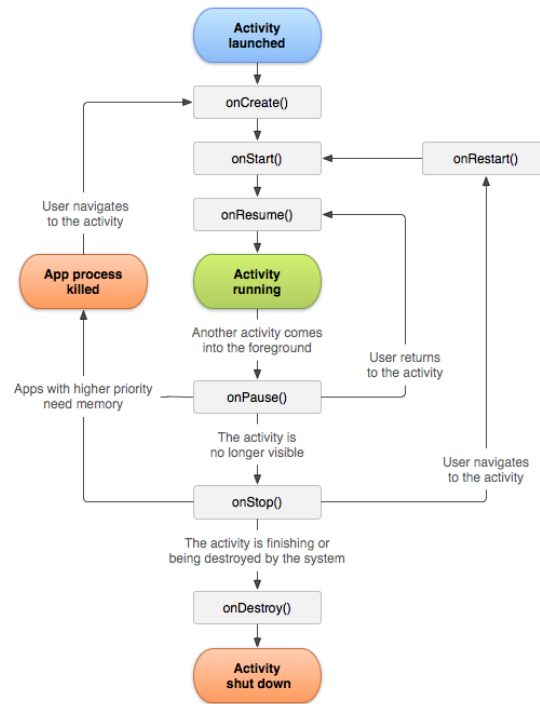 Activity
launched
onCreate()
onStart()
onRestart()
onResume()
User navigates
to the activity
App process
killed
Activity
running
Another activity comes
into the foreground
User returns
to the activity
Apps with higher priority
need memory
onPause()
The activity is
no longer visible
User navigates
to the activity
onStop()
The activity is finishing or
being destroyed by the system
onDestroy()
Activity
shut down